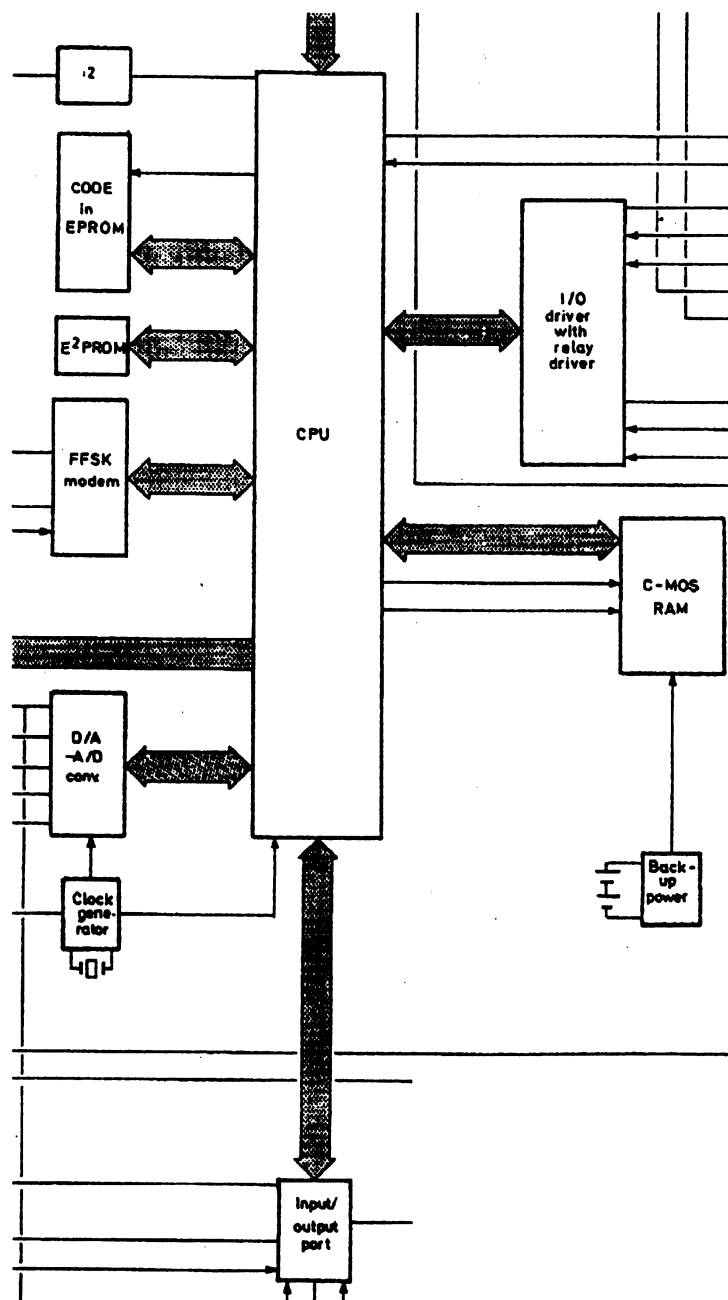 :2
CODE
in
EPROM
E²PROM
FFSK
modem
CPU
I/O
driver
with
relay
driver
C-MOS
RAM
D/A
-A/D
conv.
Clock
gene-
rator
Back-
up
power
Input/
output
port